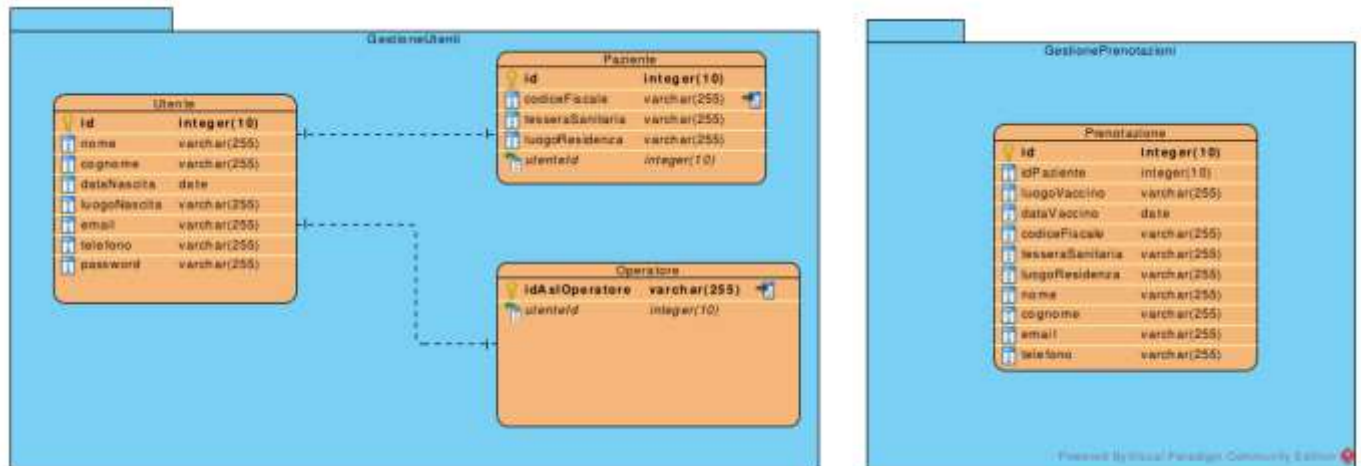 GestioneUtenti
Utente
id integer(10)
nome varchar(255)
cognome varchar(255)
dataNascita date
luogoNascita varchar(255)
email varchar(255)
telefono varchar(255)
password varchar(255)
Paziente
id integer(10)
codiceFiscale varchar(255)
tesseraSanitaria varchar(255)
luogoResidenza varchar(255)
utenteId integer(10)
Operatore
idAslOperatore varchar(255)
utenteId integer(10)
GestionePrenotazioni
Prenotazione
id integer(10)
idPaziente integer(10)
luogoVaccino varchar(255)
dataVaccino date
codiceFiscale varchar(255)
tesseraSanitaria varchar(255)
luogoResidenza varchar(255)
nome varchar(255)
cognome varchar(255)
email varchar(255)
telefono varchar(255)
Powered By Visual Paradigm Community Edition